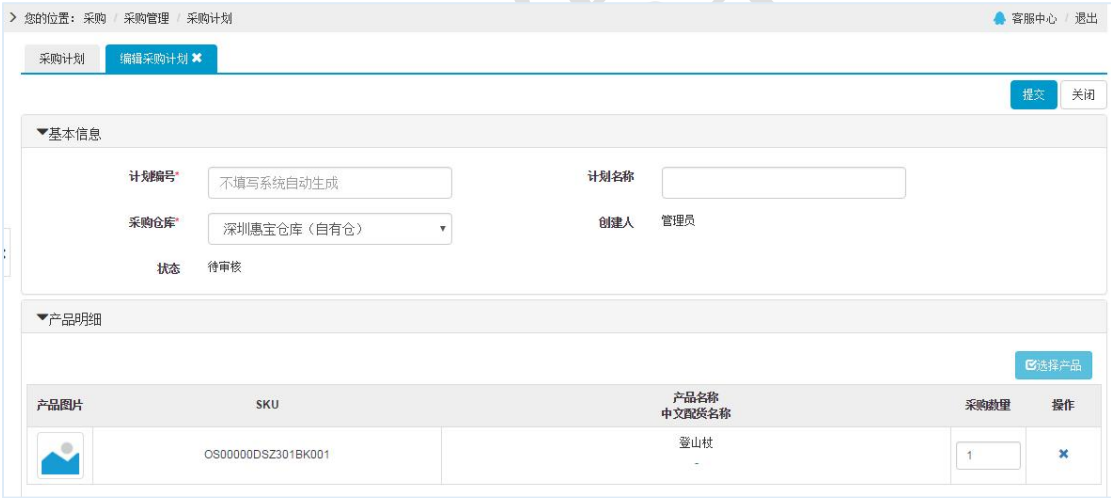 您的位置： 采购 / 采购管理 / 采购计划
客服中心 / 退出
采购计划
编辑采购计划
提交
关闭
基本信息
计划编号*
不填写系统自动生成
计划名称
采购仓库*
深圳惠宝仓库（自有仓）
创建人
管理员
状态
待审核
产品明细
选择产品
产品图片
SKU
产品名称
中文配货名称
采购数量
操作
OS00000DSZ301BK001
登山杖
-
1